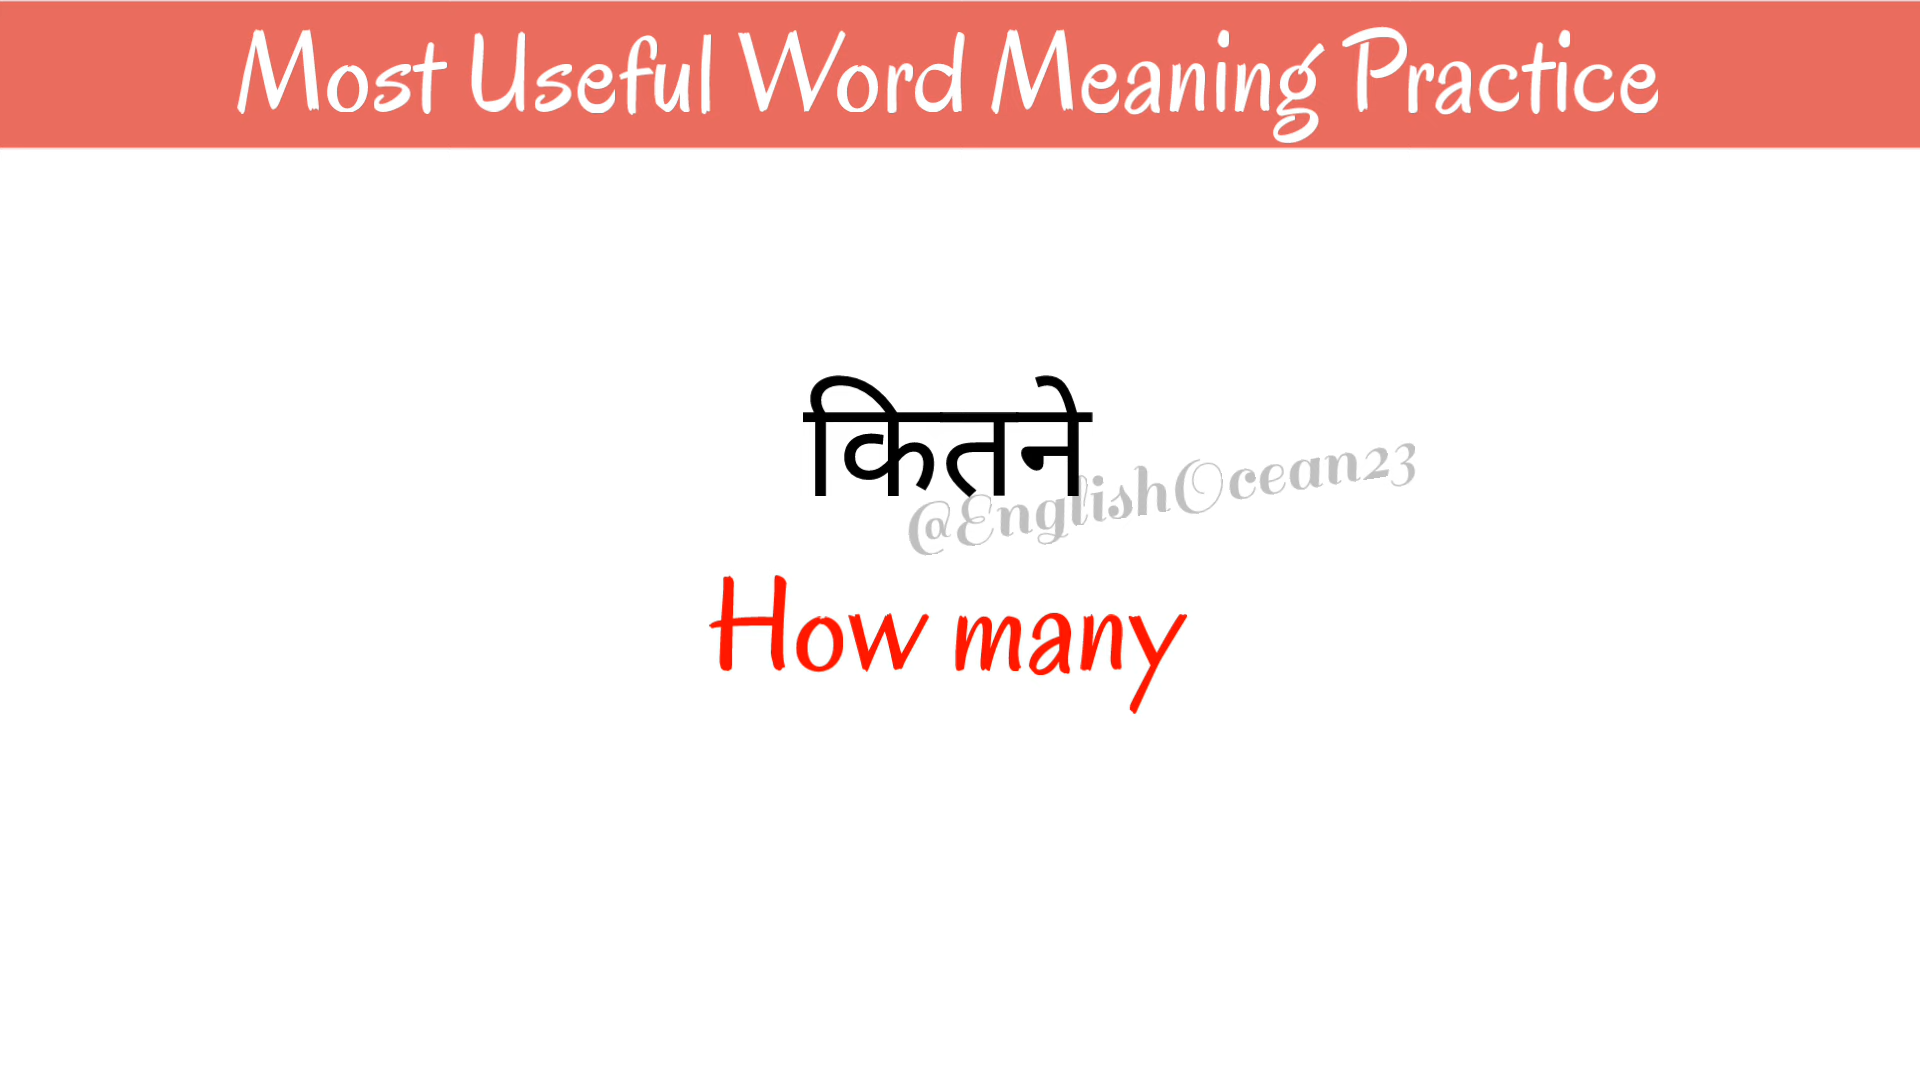 Most Useful Word Meaning Practice
कितने
@EnglishOcean23
How many